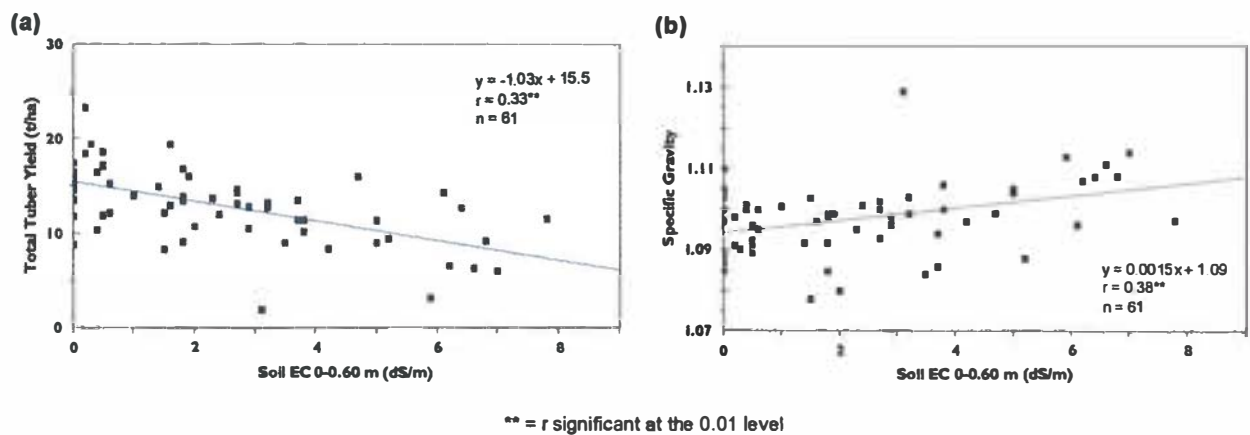 (a)
30
20
10
0
Total Tuber Yield (t/ha)
y = -1.03x + 15.5
r = 0.33**
n = 61
0 2 4 6 8
Soil EC 0-0.60 m (dS/m)
(b)
1.13
1.11
1.09
1.07
Specific Gravity
y = 0.0015x + 1.09
r = 0.38**
n = 61
0 2 4 6 8
Soil EC 0-0.60 m (dS/m)
** = r significant at the 0.01 level